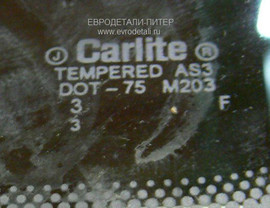 ЕВРОДЕТАЛИ-ПИТЕР
www.evrodetali.ru
J Carlite R
TEMPERED AS3
DOT-75 M203
3 F
3